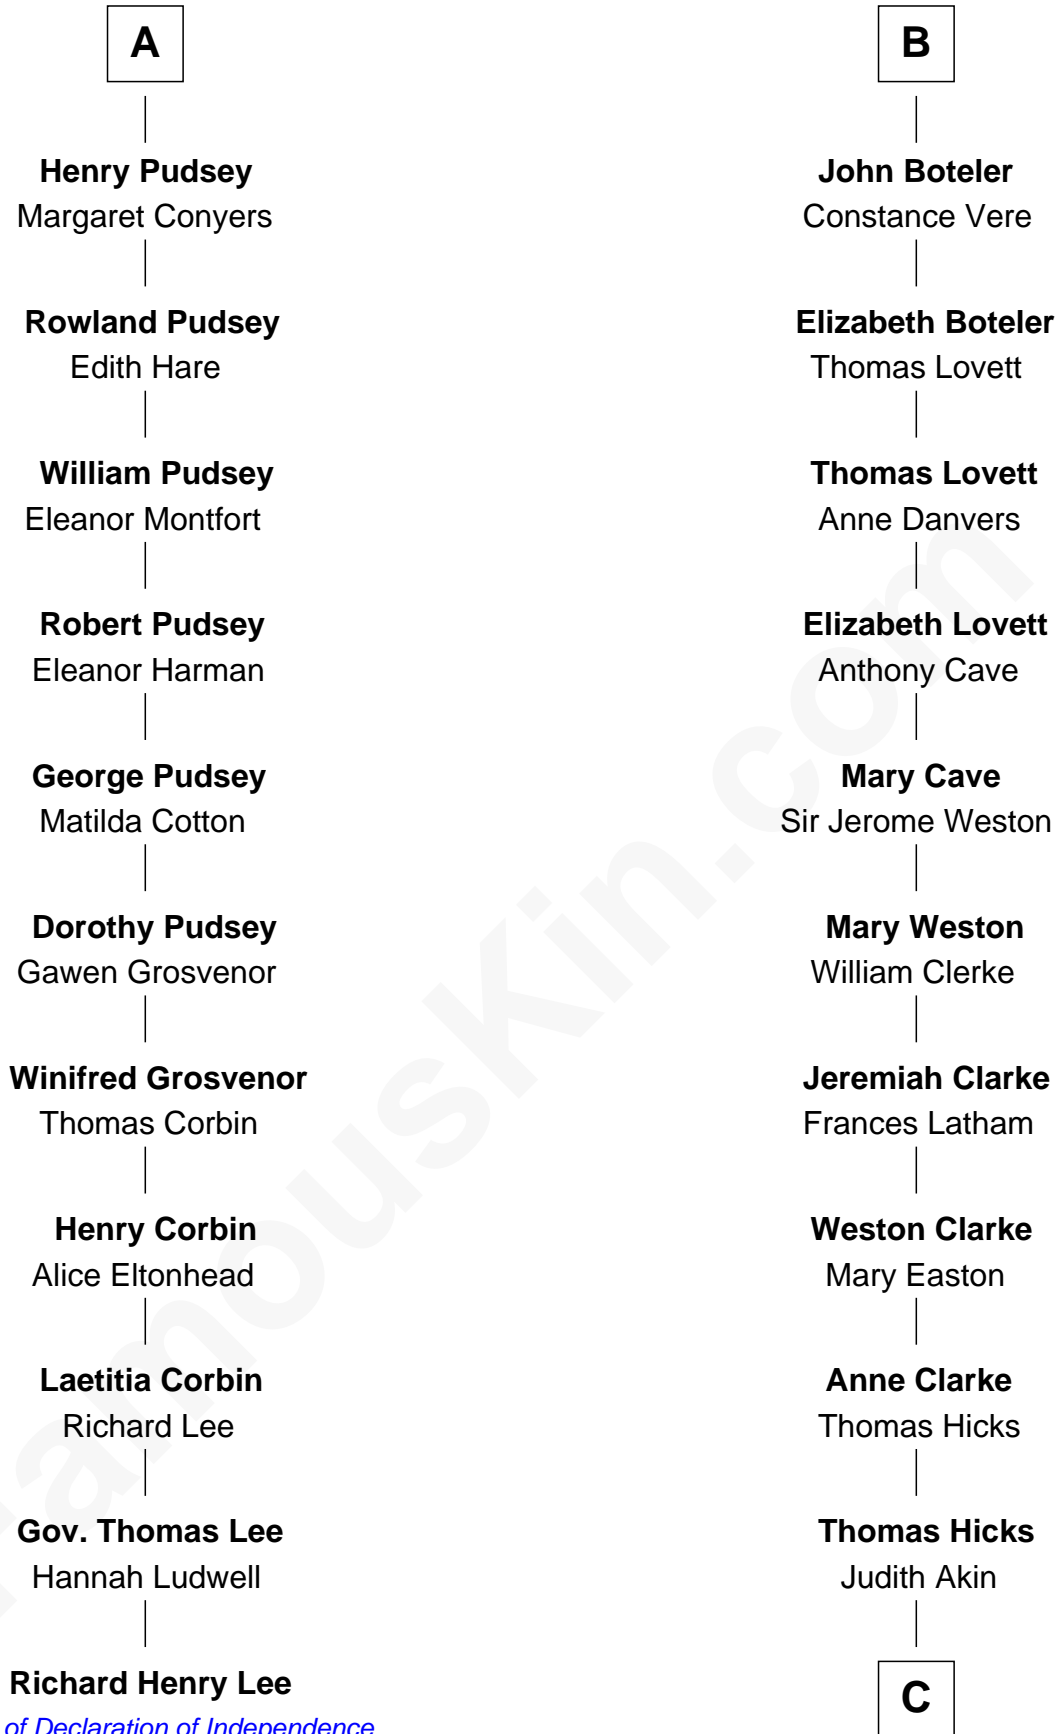 A
Henry Pudsey
Margaret Conyers
Rowland Pudsey
Edith Hare
William Pudsey
Eleanor Montfort
Robert Pudsey
Eleanor Harman
George Pudsey
Matilda Cotton
Dorothy Pudsey
Gawen Grosvenor
Winifred Grosvenor
Thomas Corbin
Henry Corbin
Alice Eltonhead
Laetitia Corbin
Richard Lee
Gov. Thomas Lee
Hannah Ludwell
Richard Henry Lee
of Declaration of Independence
B
John Boteler
Constance Vere
Elizabeth Boteler
Thomas Lovett
Thomas Lovett
Anne Danvers
Elizabeth Lovett
Anthony Cave
Mary Cave
Sir Jerome Weston
Mary Weston
William Clerke
Jeremiah Clarke
Frances Latham
Weston Clarke
Mary Easton
Anne Clarke
Thomas Hicks
Thomas Hicks
Judith Akin
C
FamousKin.com